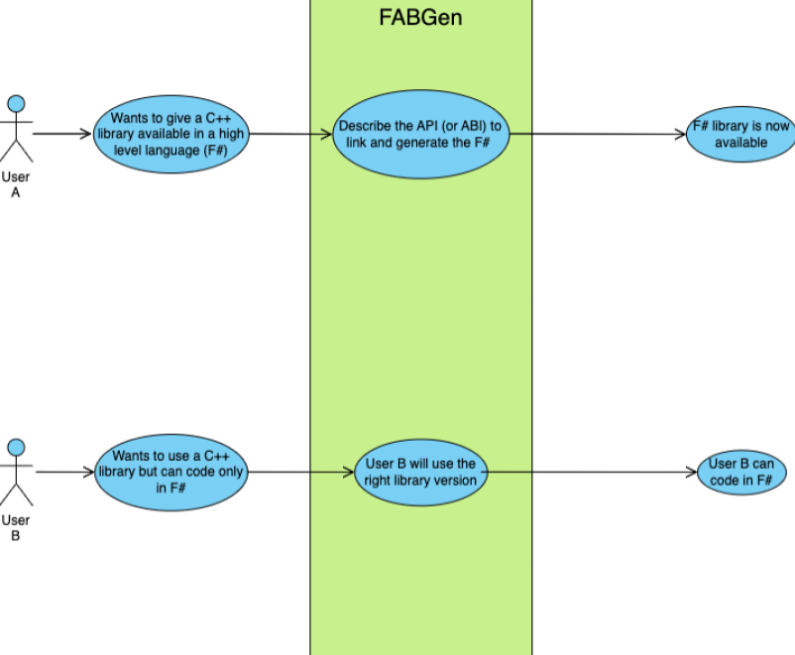 FABGen
Wants to give a C++
library available in a high
level language (F#)
Describe the API (or ABI) to
link and generate the F#
F# library is now
available
User
A
Wants to use a C++
library but can code only
in F#
User B will use the
right library version
User B can
code in F#
User
B